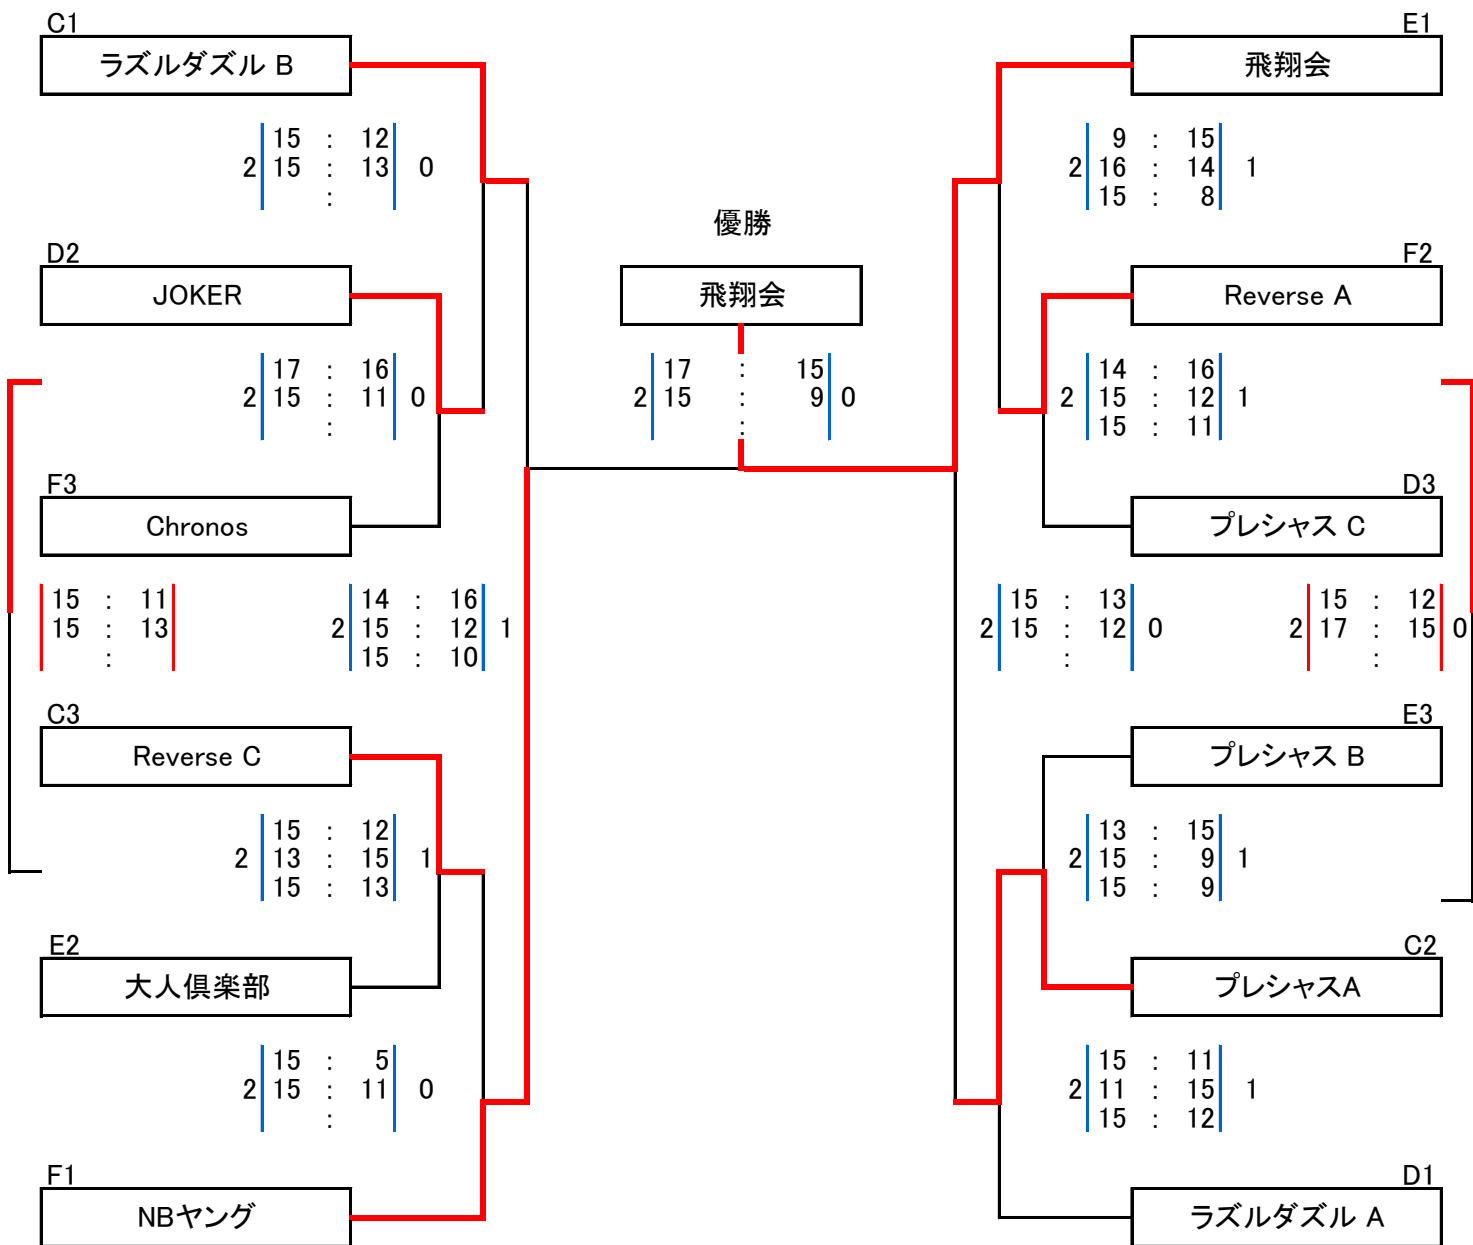 C1
ラズルダズル B
15 : 12
2 15 : 13 0
:
D2
JOKER
17 : 16
2 15 : 11 0
:
F3
Chronos
15 : 11
15 : 13
:
14 : 16
2 15 : 12 1
15 : 10
C3
Reverse C
15 : 12
2 13 : 15 1
15 : 13
E2
大人倶楽部
15 : 5
2 15 : 11 0
:
F1
NBヤング
優勝
飛翔会
17 : 15
2 15 : 9 0
:
E1
飛翔会
9 : 15
2 16 : 14 1
15 : 8
F2
Reverse A
14 : 16
2 15 : 12 1
15 : 11
D3
プレシャス C
15 : 13
2 15 : 12 0
:
15 : 12
2 17 : 15 0
:
E3
プレシャス B
13 : 15
2 15 : 9 1
15 : 9
C2
プレシャスA
15 : 11
2 11 : 15 1
15 : 12
D1
ラズルダズル A